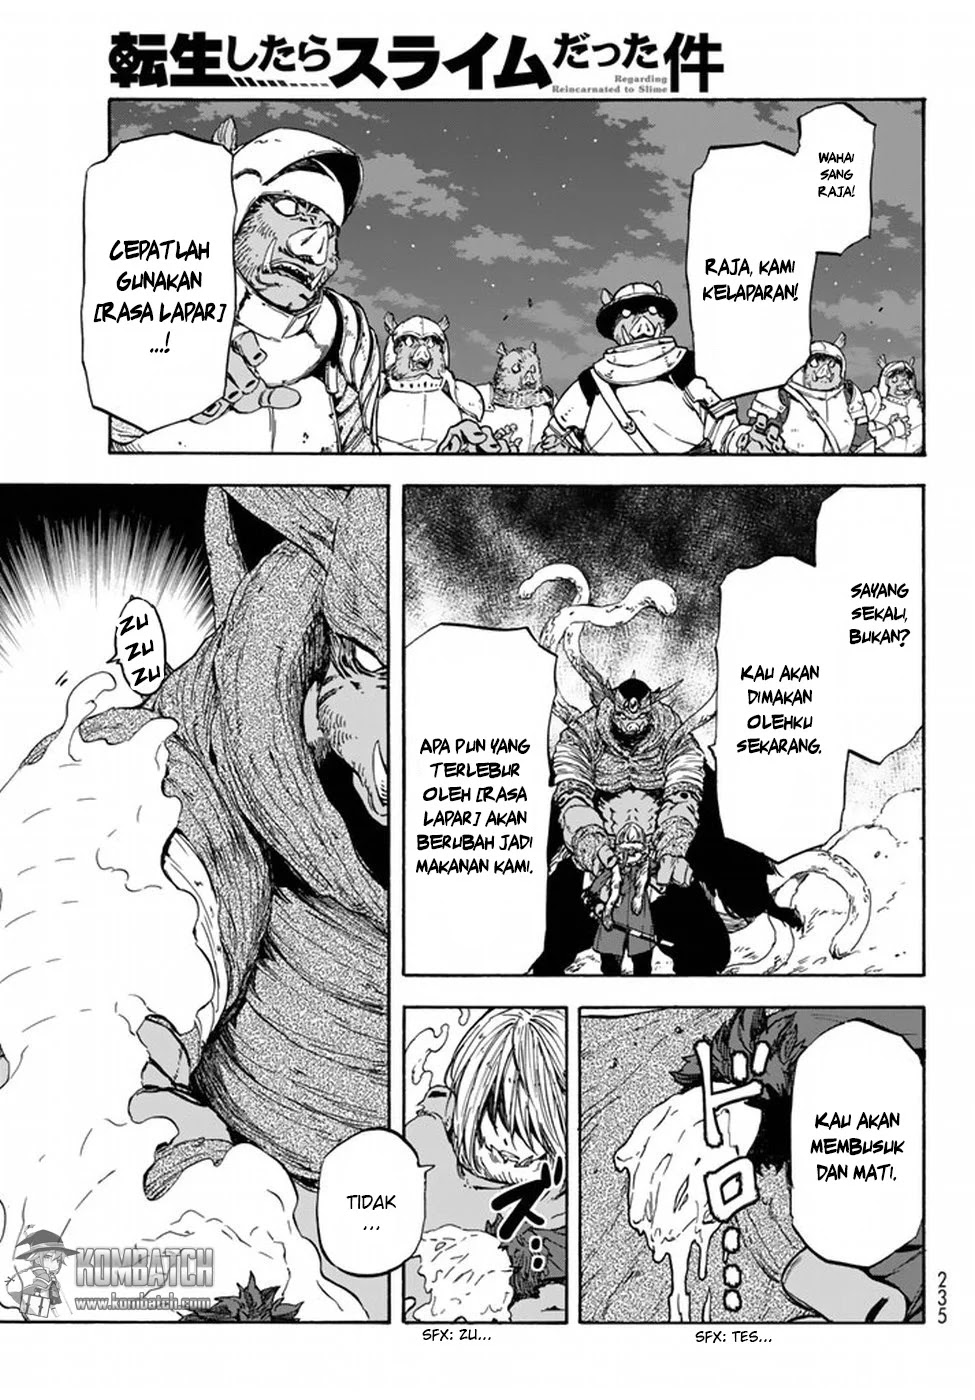 転生したらスライムだった件
Regarding
Reincarnated to Slime
WAHAI
SANG
RAJA!
RAJA, KAMI
KELAPARAN!
CEPATLAH
GUNAKAN
[RASA LAPAR]
...!
SAYANG
SEKALI,
BUKAN?
KAU AKAN
DIMAKAN
OLEHKU
SEKARANG.
APA PUN YANG
TERLEBUR
OLEH [RASA
LAPAR] AKAN
BERUBAH JADI
MAKANAN KAMI.
ZU
ZU
ZU
KAU AKAN
MEMBUSUK
DAN MATI.
ドロ……
SFX: TES...
ズ…
SFX: ZU...
TIDAK
...
KOMBATCH
www.kombatch.com
235